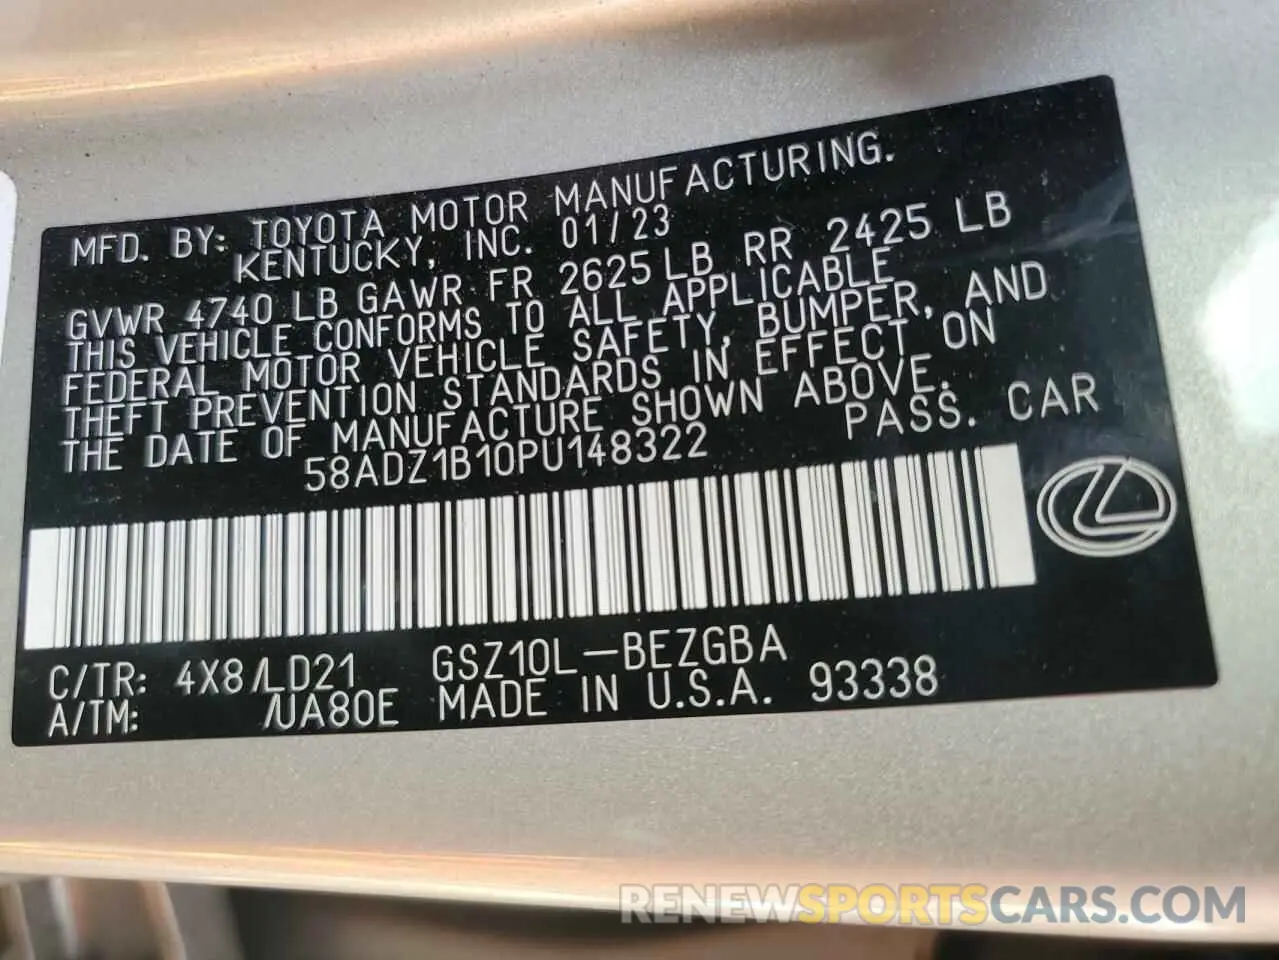 MFD. BY: TOYOTA MOTOR MANUFACTURING.
KENTUCKY, INC. 01/23
GVWR 4740 LB GAWR FR 2625 LB RR 2425 LB
THIS VEHICLE CONFORMS TO ALL APPLICABLE
FEDERAL MOTOR VEHICLE SAFETY, BUMPER, AND
THEFT PREVENTION STANDARDS IN EFFECT ON
THE DATE OF MANUFACTURE SHOWN ABOVE.
58ADZ1B10PU148322 PASS. CAR
C/TR: 4X8/LD21 GSZ10L-BEZGBA
A/TM: /UA80E MADE IN U.S.A. 93338
RENEWSPORTSCARS.COM